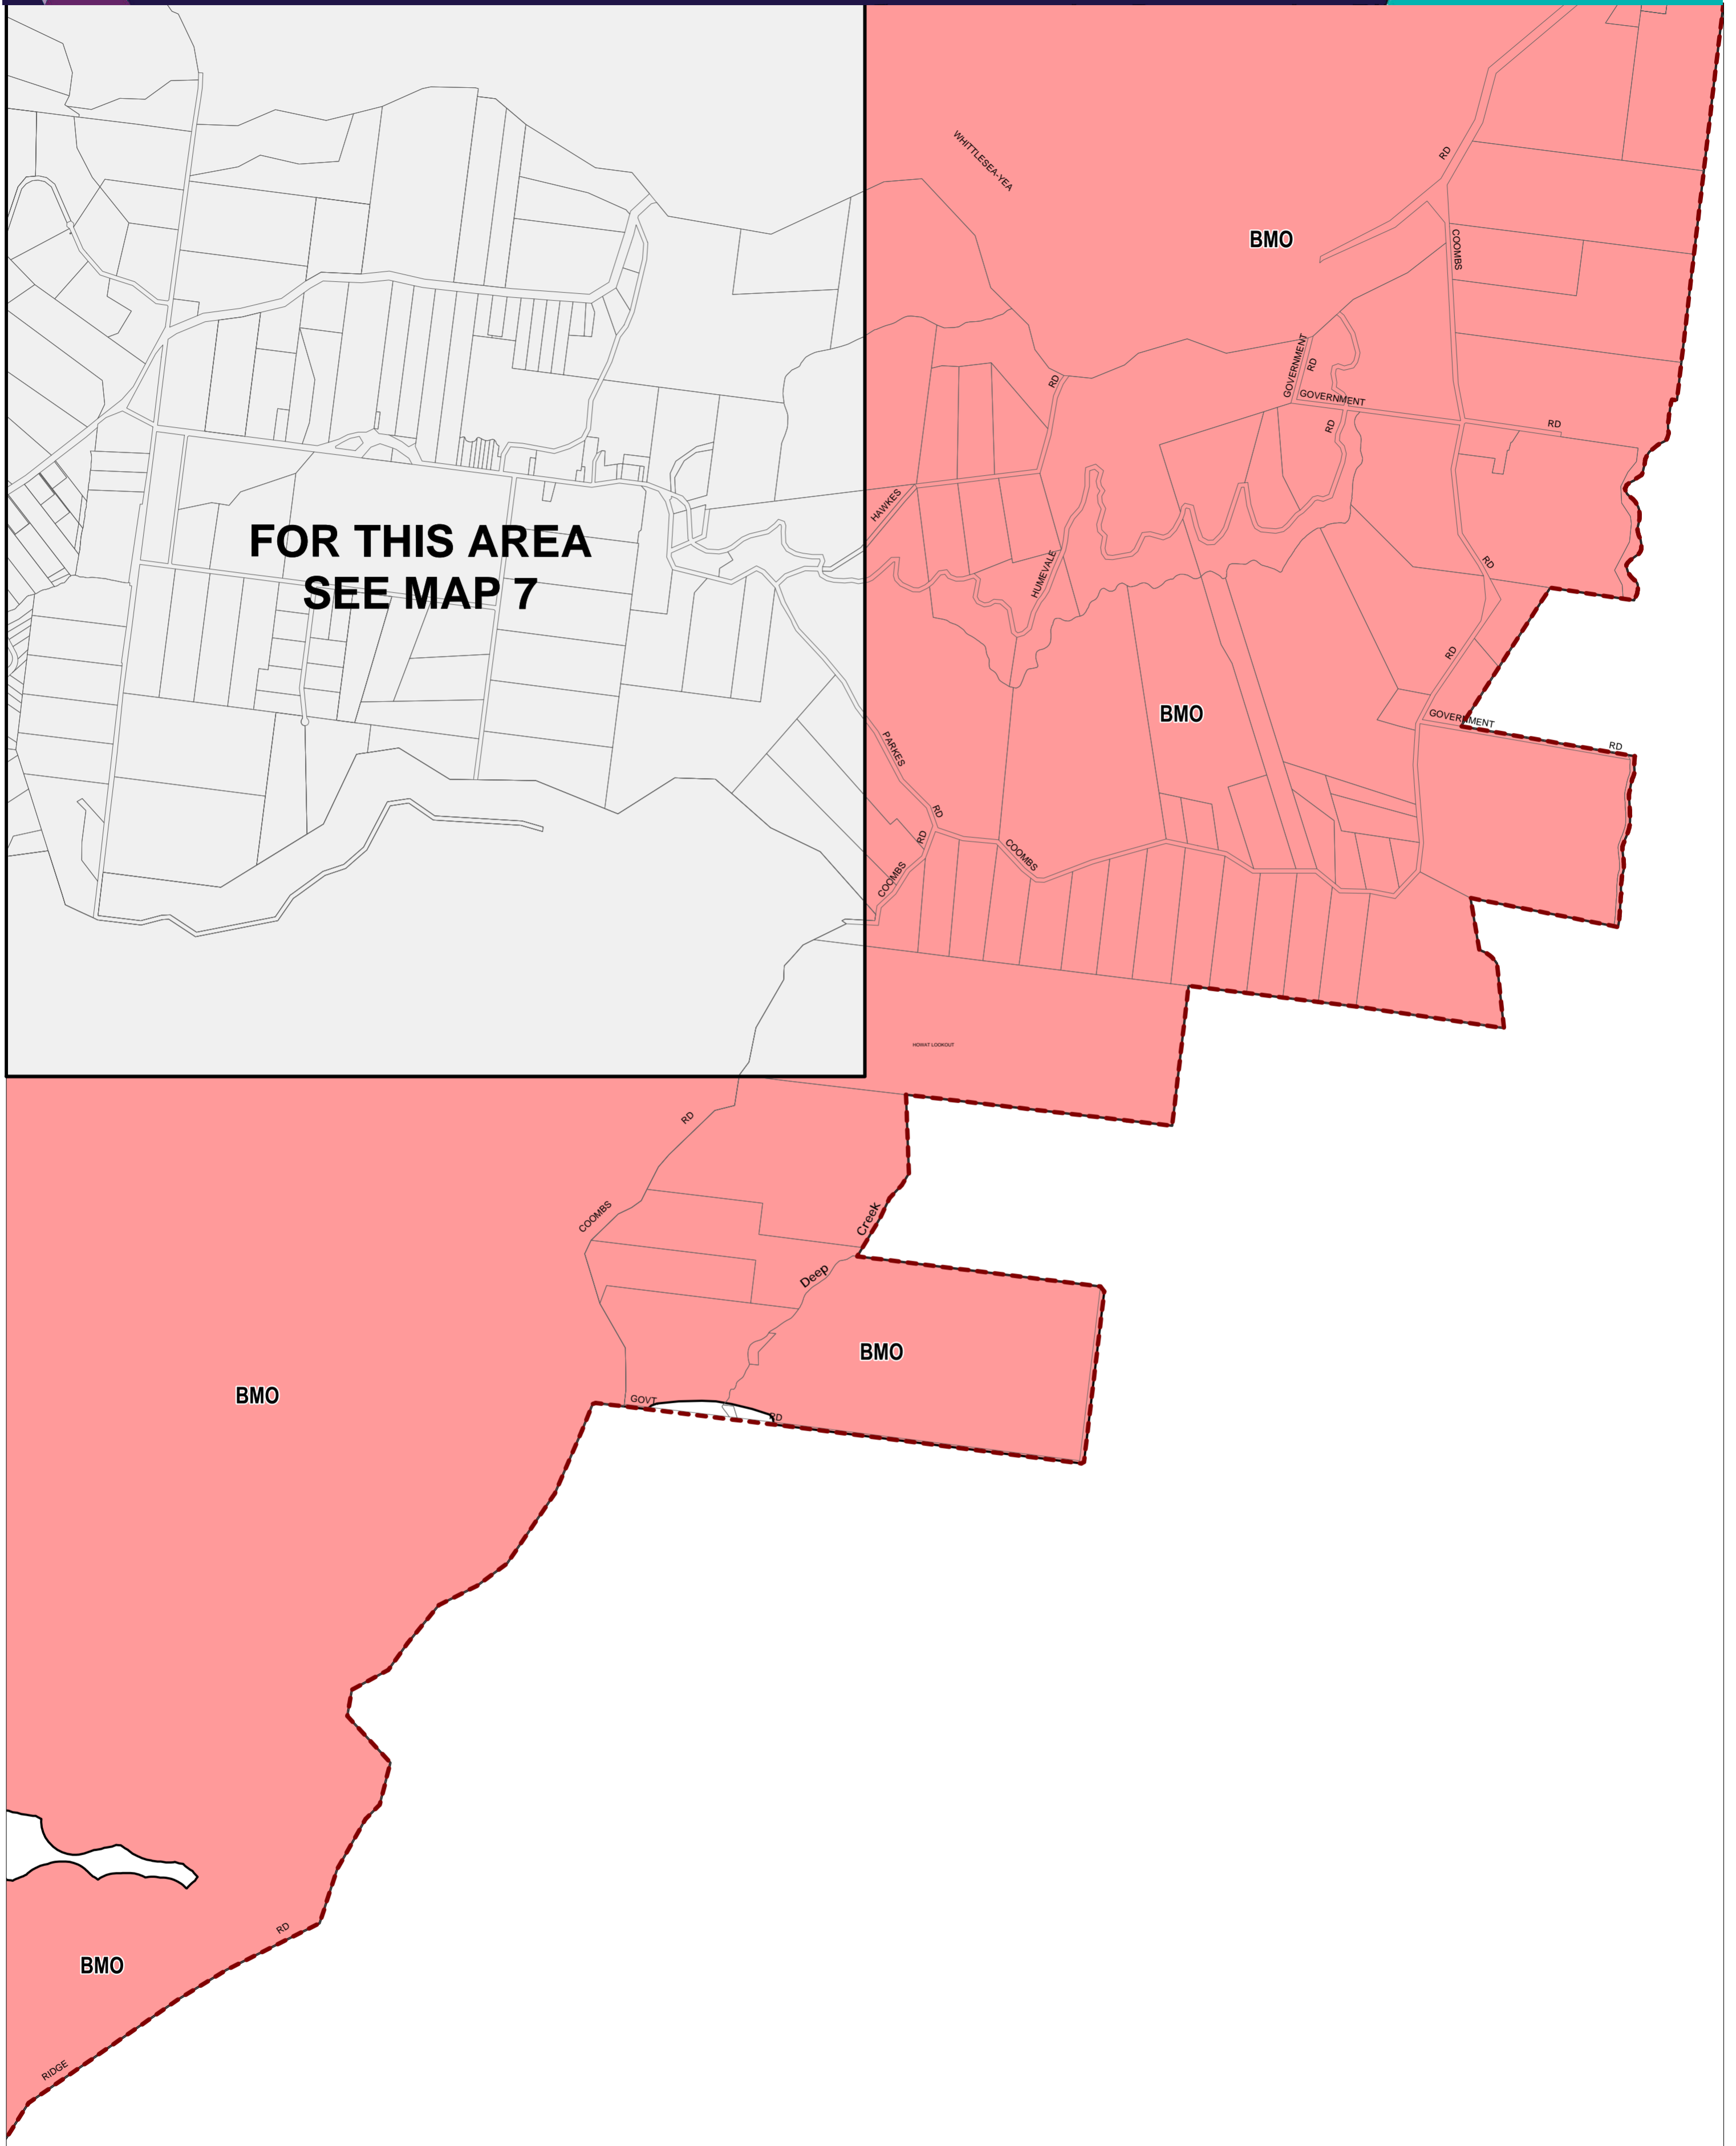 WHITTLESEA-YEA
RD
BMO
COOMBS
GOVERNMENT
RD
RD
GOVERNMENT
RD
RD
HAWKES
FOR THIS AREA
SEE MAP 7
HUMEVALE
RD
RD
BMO
GOVERNMENT
RD
PARKES
RD
RD
COOMBS
COOMBS
HOWAT LOOKOUT
RD
COOMBS
Creek
Deep
BMO
BMO
GOVT
RD
RD
BMO
RIDGE